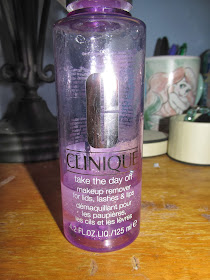 CLINIQUE
take the day off
makeup remover
for lids, lashes & lips
démaquillant pour
les paupières,
les cils et les lèvres
4.2 FL.OZ.LIQ./125 ml ℮